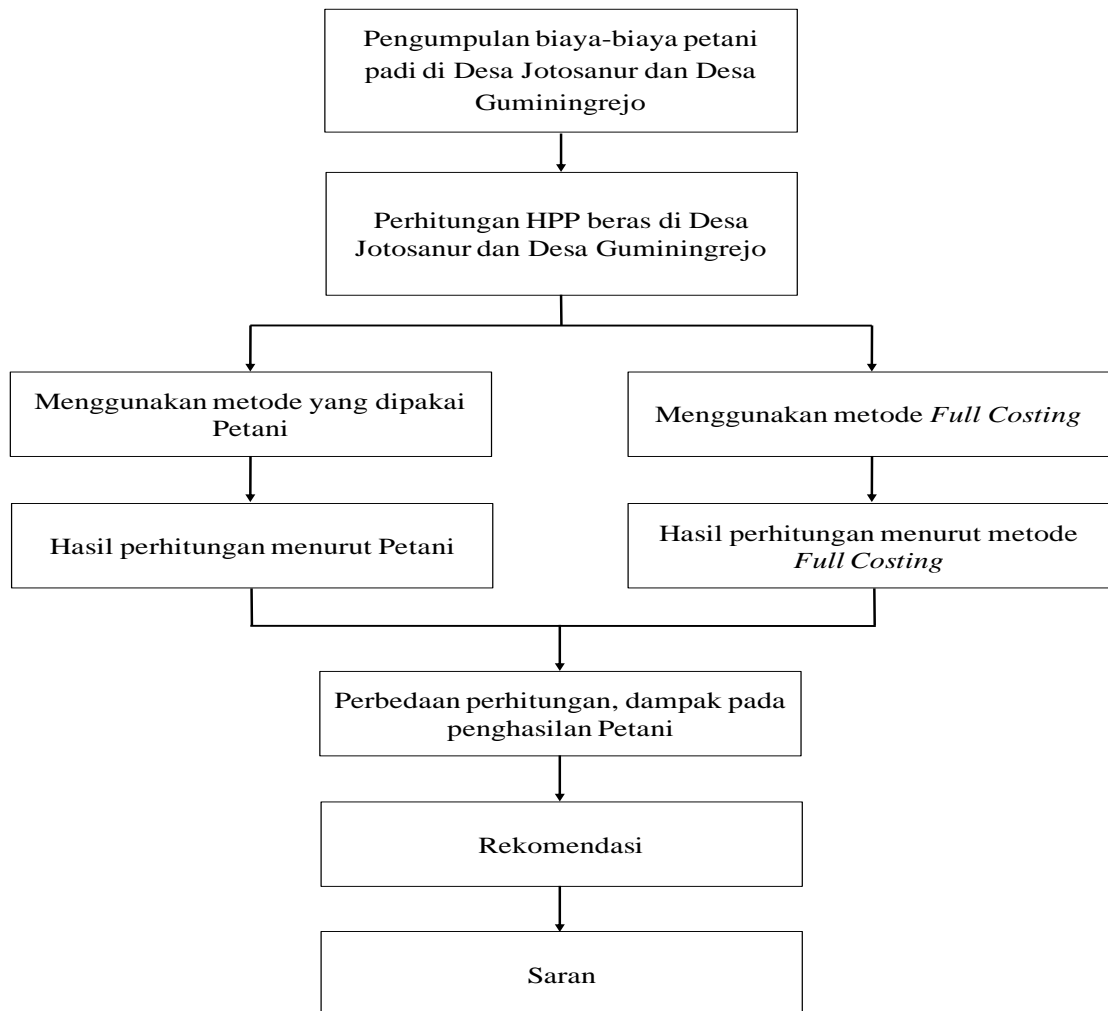 Pengumpulan biaya-biaya petani
padi di Desa Jotosanur dan Desa
Guminingrejo
Perhitungan HPP beras di Desa
Jotosanur dan Desa Guminingrejo
Menggunakan metode yang dipakai
Petani
Menggunakan metode Full Costing
Hasil perhitungan menurut Petani
Hasil perhitungan menurut metode
Full Costing
Perbedaan perhitungan, dampak pada
penghasilan Petani
Rekomendasi
Saran